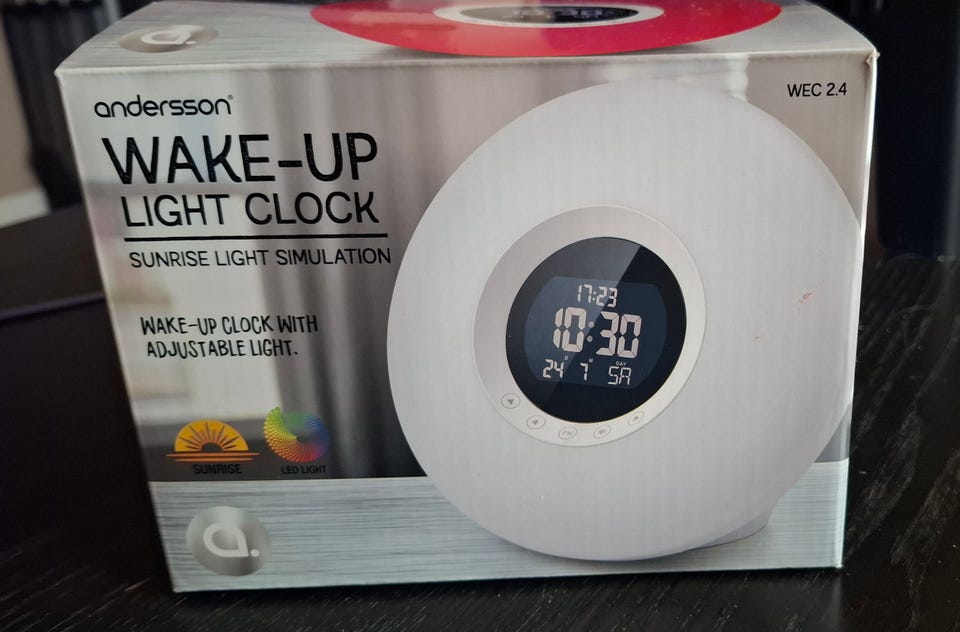 andersson®
WAKE-UP
LIGHT CLOCK
SUNRISE LIGHT SIMULATION
WAKE-UP CLOCK WITH
ADJUSTABLE LIGHT.
SUNRISE
LED LIGHT
a.
WEC 2.4
17:23
10:30
D M DAY
24 7 SA
FM